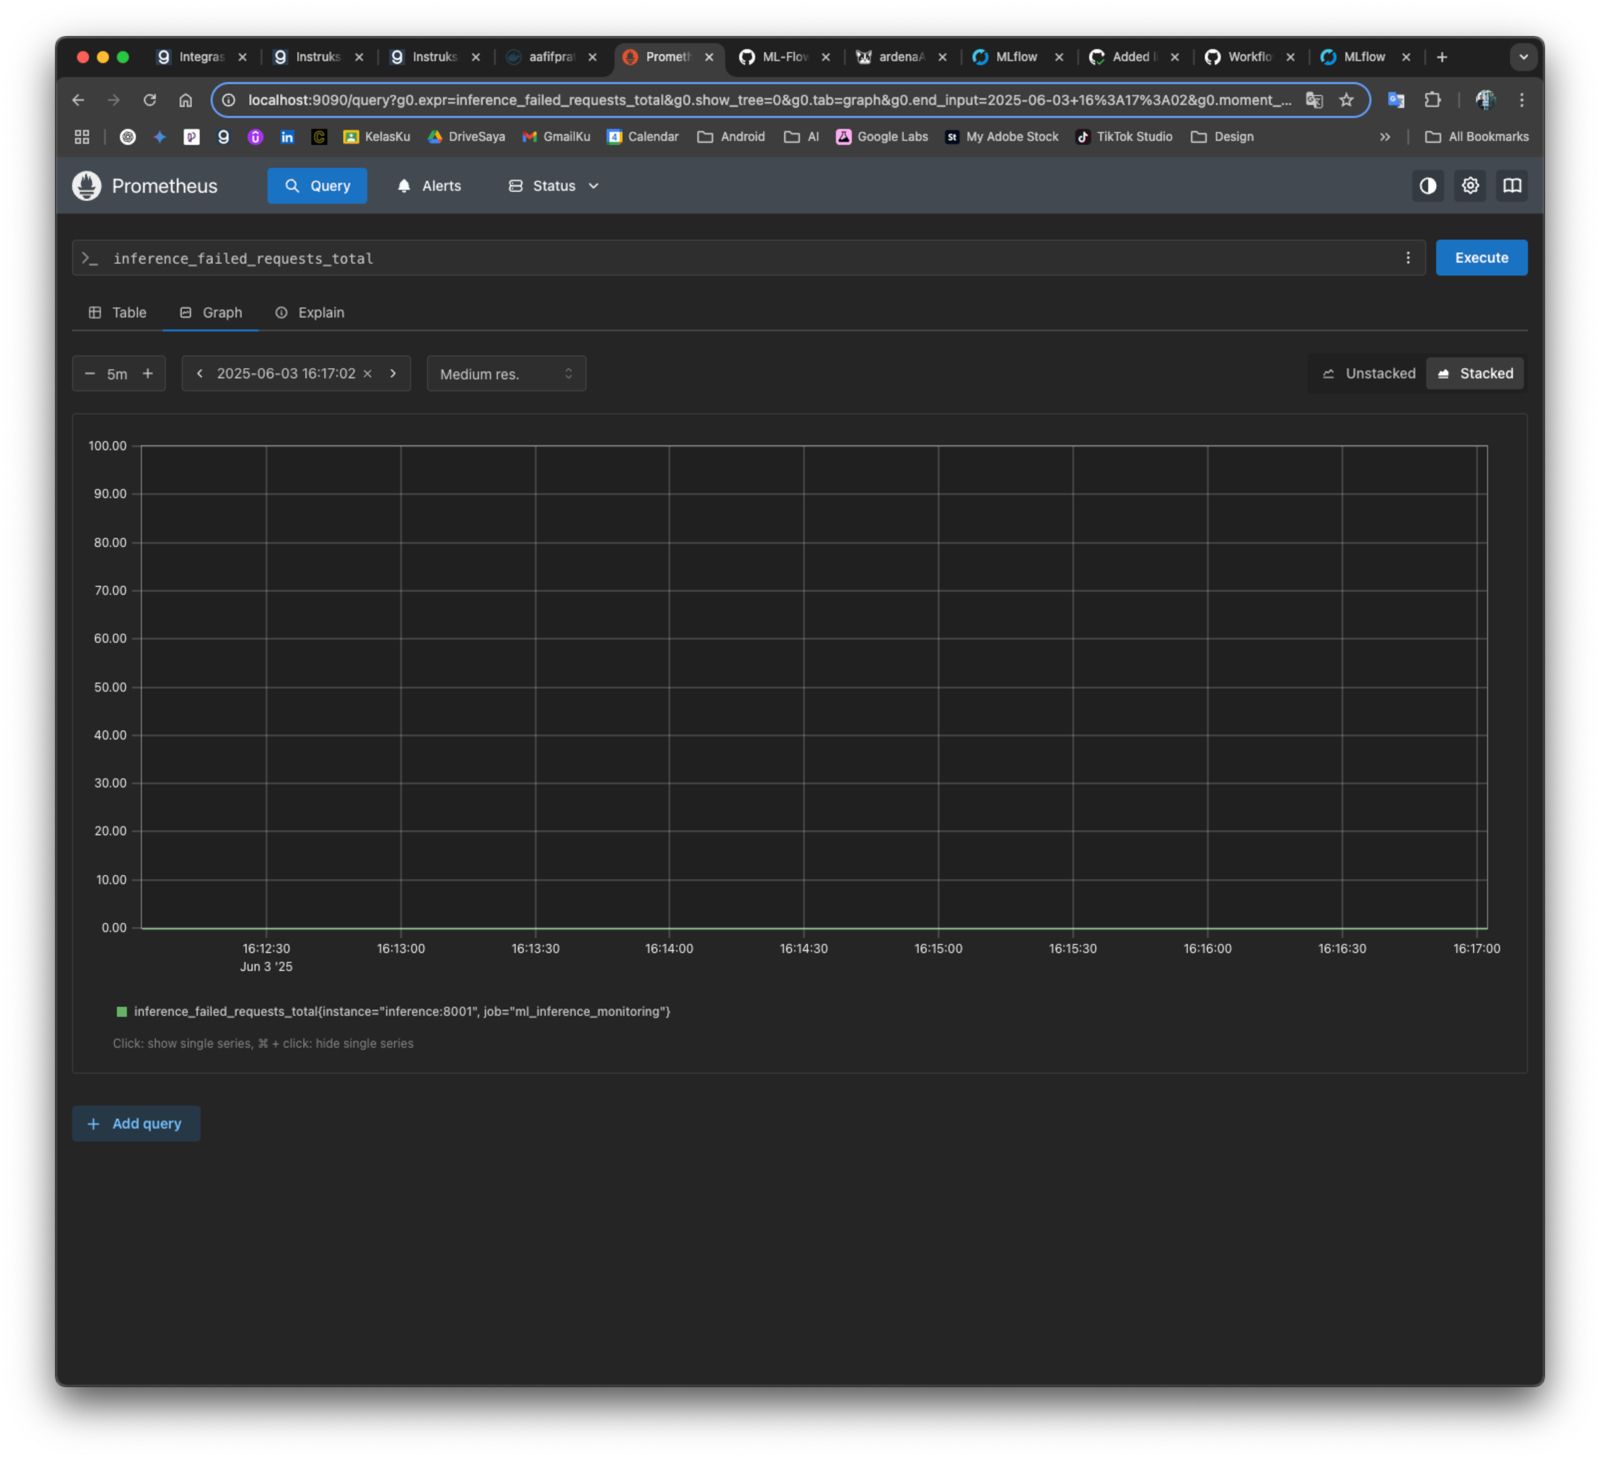 Integras Instruks Instruks aafifprat Prometh ML-Flow ardenaA MLflow Added l Workflo MLflow
localhost:9090/query?g0.expr=inference_failed_requests_total&g0.show_tree=0&g0.tab=graph&g0.end_input=2025-06-03+16%3A17%3A02&g0.moment_...
KelasKu DriveSaya GmailKu Calendar Android AI Google Labs My Adobe Stock TikTok Studio Design » All Bookmarks
Prometheus Query Alerts Status
>_ inference_failed_requests_total Execute
Table Graph Explain
− 5m + < 2025-06-03 16:17:02 × > Medium res. Unstacked Stacked
100.00
90.00
80.00
70.00
60.00
50.00
40.00
30.00
20.00
10.00
0.00
16:12:30 16:13:00 16:13:30 16:14:00 16:14:30 16:15:00 16:15:30 16:16:00 16:16:30 16:17:00
Jun 3 '25
inference_failed_requests_total{instance="inference:8001", job="ml_inference_monitoring"}
Click: show single series, ⌘ + click: hide single series
+ Add query